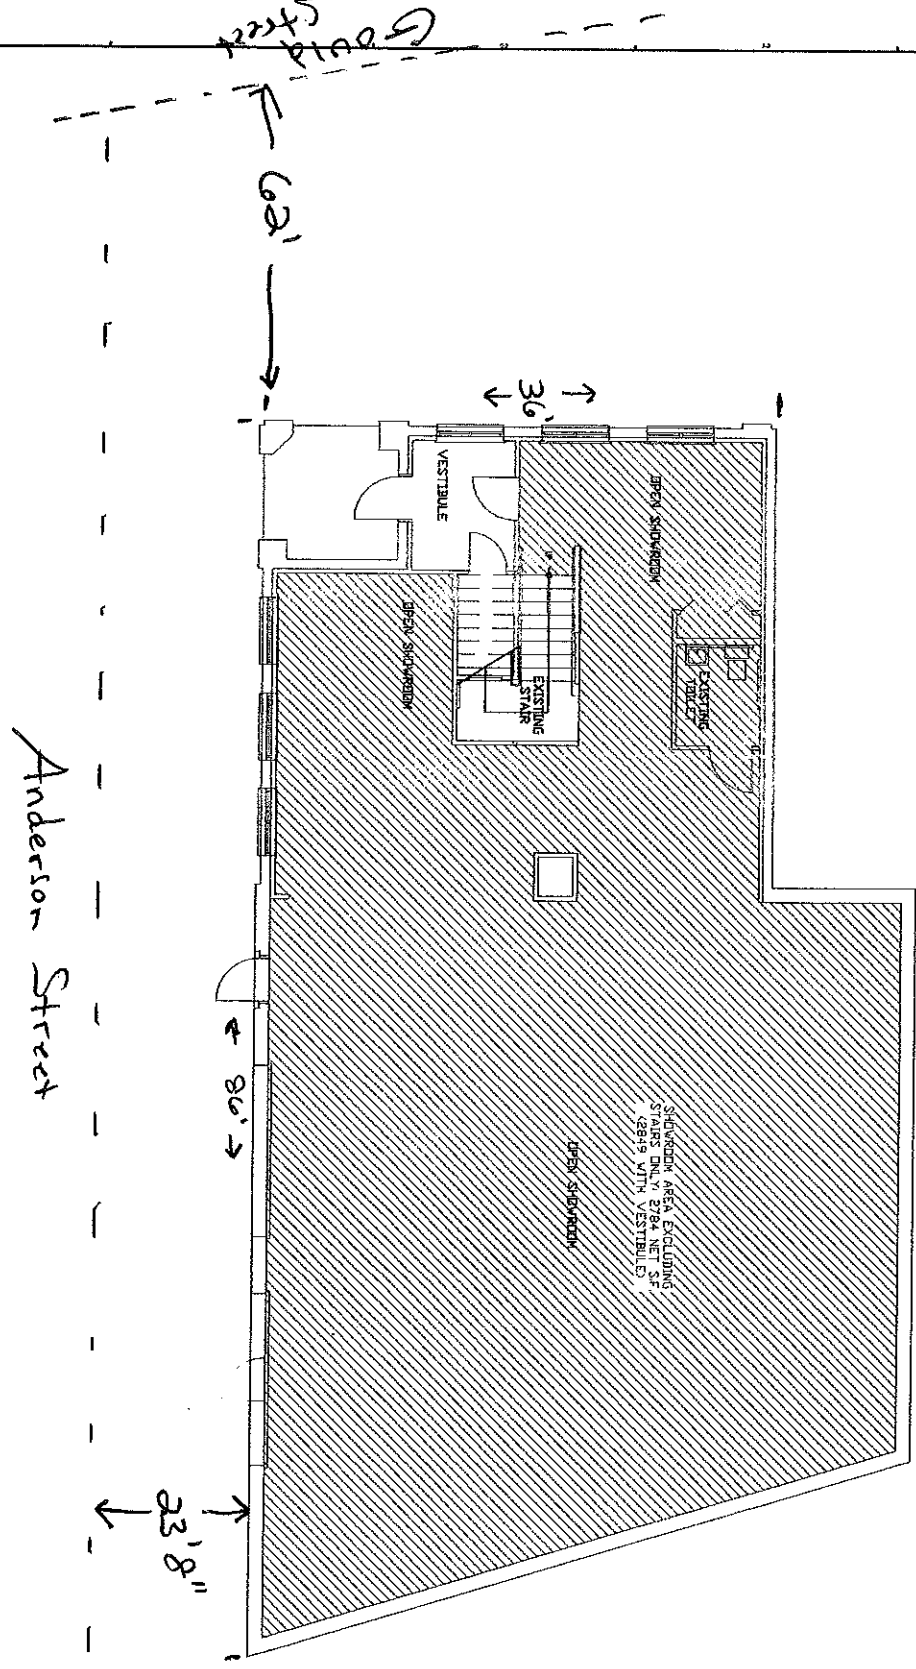 Gould
Street
62'
36'
VESTIBULE
OPEN SHOWROOM
OPEN SHOWROOM
UP
EXISTING
STAIR
EXISTING
TOILET
SHOWROOM AREA EXCLUDING
STAIRS ONLY: 2784 NET S.F.
(2849 WITH VESTIBULE)
OPEN SHOWROOM
86'
23'8"
Anderson Street